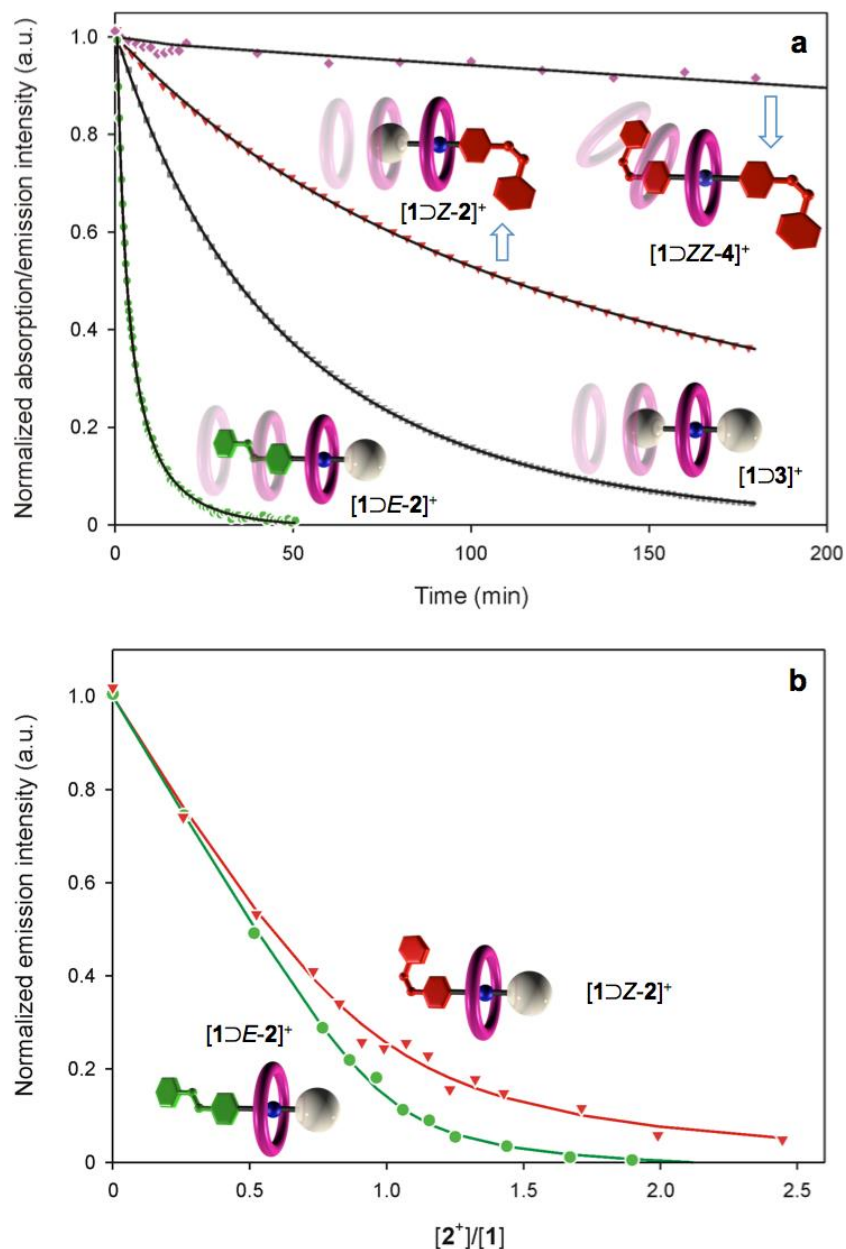 a
Normalized absorption/emission intensity (a.u.)
1.0
0.8
0.6
0.4
0.2
0
[1⊃Z-2]⁺
[1⊃ZZ-4]⁺
[1⊃E-2]⁺
[1⊃3]⁺
0 50 100 150 200
Time (min)
b
Normalized emission intensity (a.u.)
1.0
0.8
0.6
0.4
0.2
0
[1⊃Z-2]⁺
[1⊃E-2]⁺
0 0.5 1.0 1.5 2.0 2.5
[2⁺]/[1]